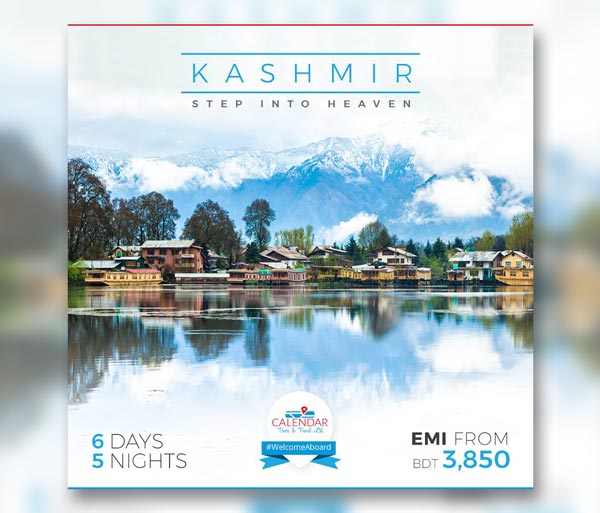 KASHMIR
STEP INTO HEAVEN
CALENDAR
Tours & Travel Ltd.
#WelcomeAboard
6 DAYS
5 NIGHTS
EMI FROM
BDT 3,850